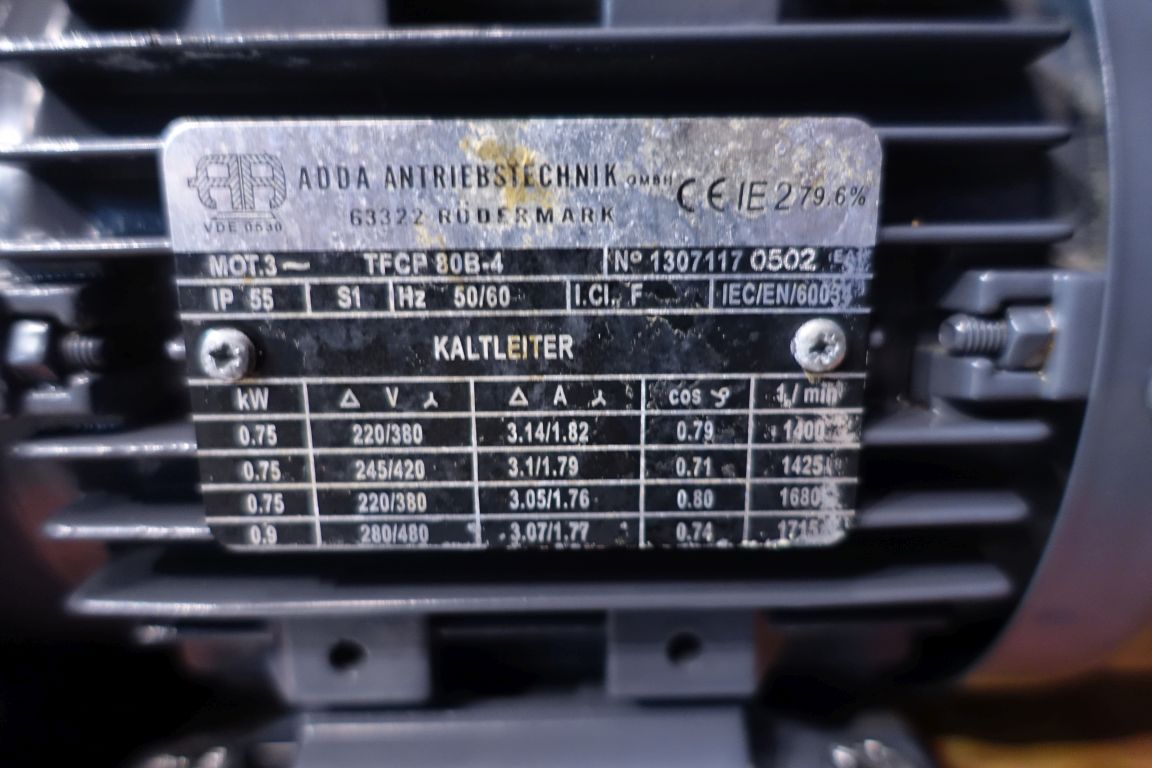 ADDA ANTRIEBSTECHNIK GMBH CE IE2 79.6%
63322 RÖDERMARK
VDE 0530
MOT.3~ TFCP 80B-4 Nº 1307117 0502
IP 55 S1 Hz 50/60 I.Cl. F IEC/EN/60034
KALTLEITER
kW Δ V ⅄ Δ A ⅄ cos φ 1/min
0.75 220/380 3.14/1.82 0.79 1400
0.75 245/420 3.1/1.79 0.71 1425
0.75 220/380 3.05/1.76 0.80 1680
0.9 280/480 3.07/1.77 0.74 1715